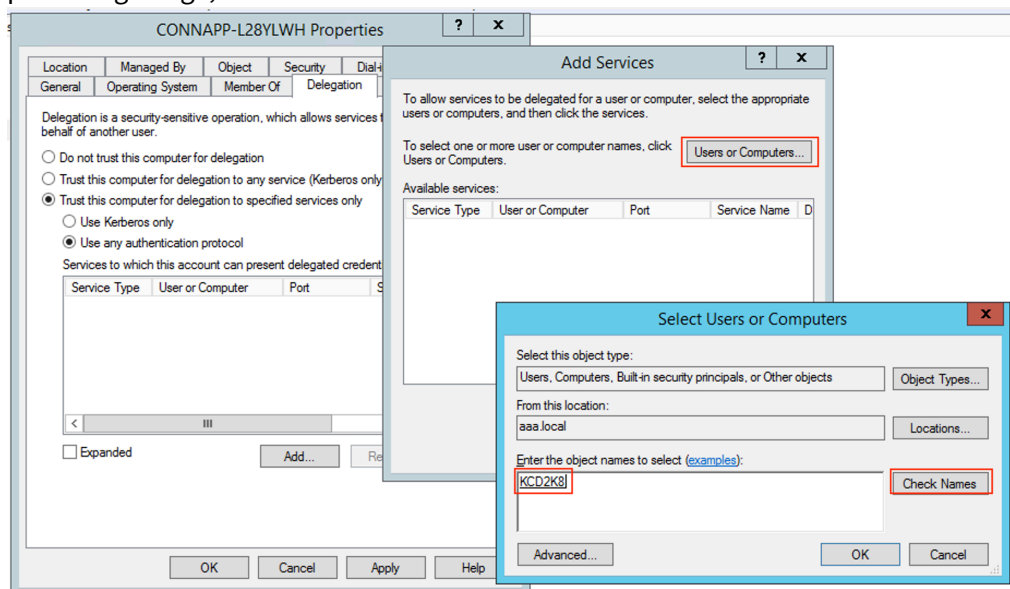 CONNAPP-L28YLWH Properties
? x
Location Managed By Object Security
General Operating System Member Of Delegation
Delegation is a security-sensitive operation, which allows services
behalf of another user.
Do not trust this computer for delegation
Trust this computer for delegation to any service (Kerberos only
Trust this computer for delegation to specified services only
Use Kerberos only
Use any authentication protocol
Services to which this account can present delegated
Service Type User or Computer Port
Expanded
Add...
OK Cancel Apply Help
Add Services
? x
To allow services to be delegated for a user or computer, select the appropriate
users or computers, and then click the services.
To select one or more user or computer names, click
Users or Computers.
Users or Computers...
Available services:
Service Type User or Computer Port Service Name D
Select Users or Computers
x
Select this object type:
Users, Computers, Built-in security principals, or Other objects
Object Types...
From this location:
aaa.local
Locations...
Enter the object names to select (examples):
KCD2K8
Check Names
Advanced...
OK Cancel